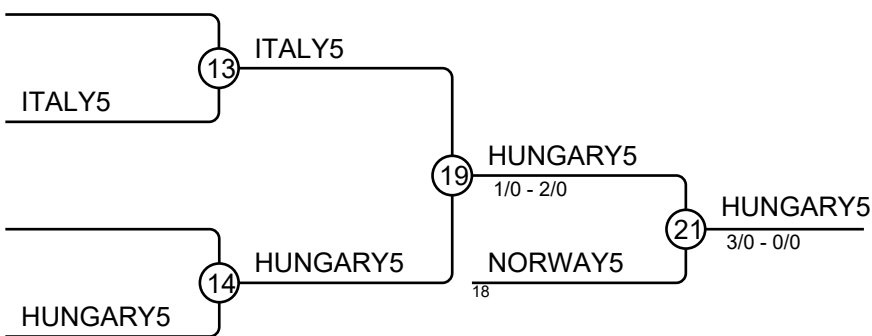 ITALY5
13
ITALY5
HUNGARY5
19
1/0 - 2/0
HUNGARY5
21
3/0 - 0/0
HUNGARY5
NORWAY5
14
18
HUNGARY5